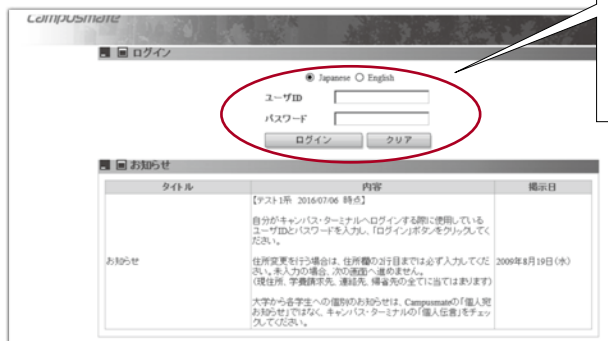 Campusmate
ログイン
Japanese English
ユーザID
パスワード
ログイン クリア
お知らせ
タイトル 内容 掲示日
【テスト1系 2016/07/06 時点】
自分がキャンパス・ターミナルへログインする際に使用している
ユーザIDとパスワードを入力し、「ログイン」ボタンをクリックしてく
ださい。
お知らせ
住所変更を行う場合は、住所欄の2行目までは必ず入力してくだ
さい。未入力の場合、次の画面へ進めません。
(現住所、学費請求先、連絡先、帰省先の全てに当てはまります)
2009年8月19日(水)
大学から各学生への個別のお知らせは、Campusmateの「個人宛
お知らせ」ではなく、キャンパス・ターミナルの「個人伝言」をチェッ
クしてください。